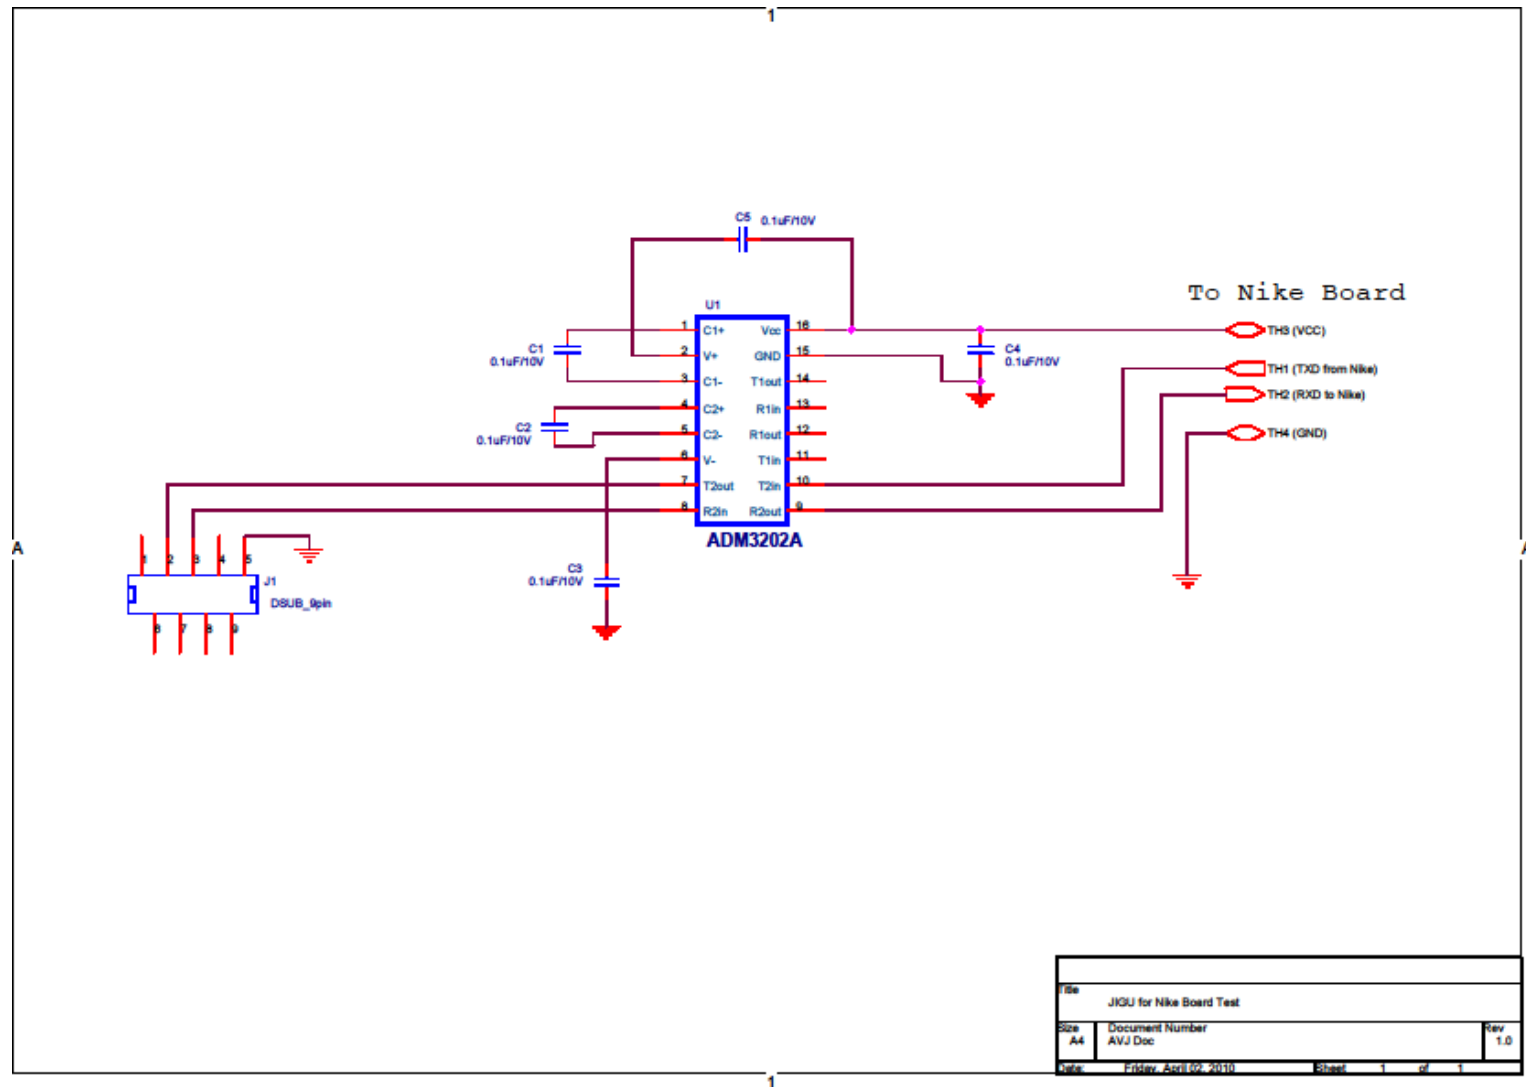 1
C5 0.1uF/10V
To Nike Board
U1
1 C1+ Vcc 16
TH3 (VCC)
C1
0.1uF/10V
2 V+ GND 15
C4
0.1uF/10V
TH1 (TXD from Nike)
3 C1- T1out 14
TH2 (RXD to Nike)
4 C2+ R1in 13
C2
0.1uF/10V
5 C2- R1out 12
TH4 (GND)
6 V- T1in 11
7 T2out T2in 10
8 R2in R2out 9
ADM3202A
A
A
1 2 3 4 5
C3
0.1uF/10V
J1
DSUB_9pin
6 7 8 9
Title
JIGU for Nike Board Test
Size
A4
Document Number
AVJ Doc
Rev
1.0
Date: Friday, April 02, 2010 Sheet 1 of 1
1